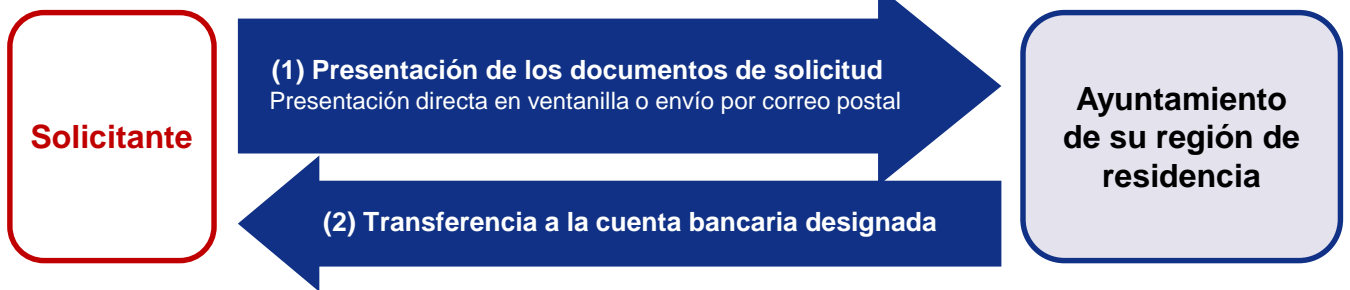 Solicitante
(1) Presentación de los documentos de solicitud
Presentación directa en ventanilla o envío por correo postal
(2) Transferencia a la cuenta bancaria designada
Ayuntamiento
de su región de
residencia